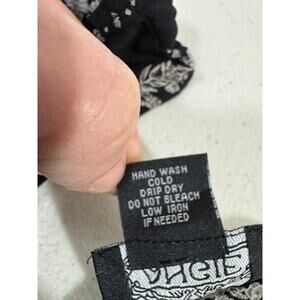 HAND WASH
COLD
DRIP DRY
DO NOT BLEACH
LOW IRON
IF NEEDED